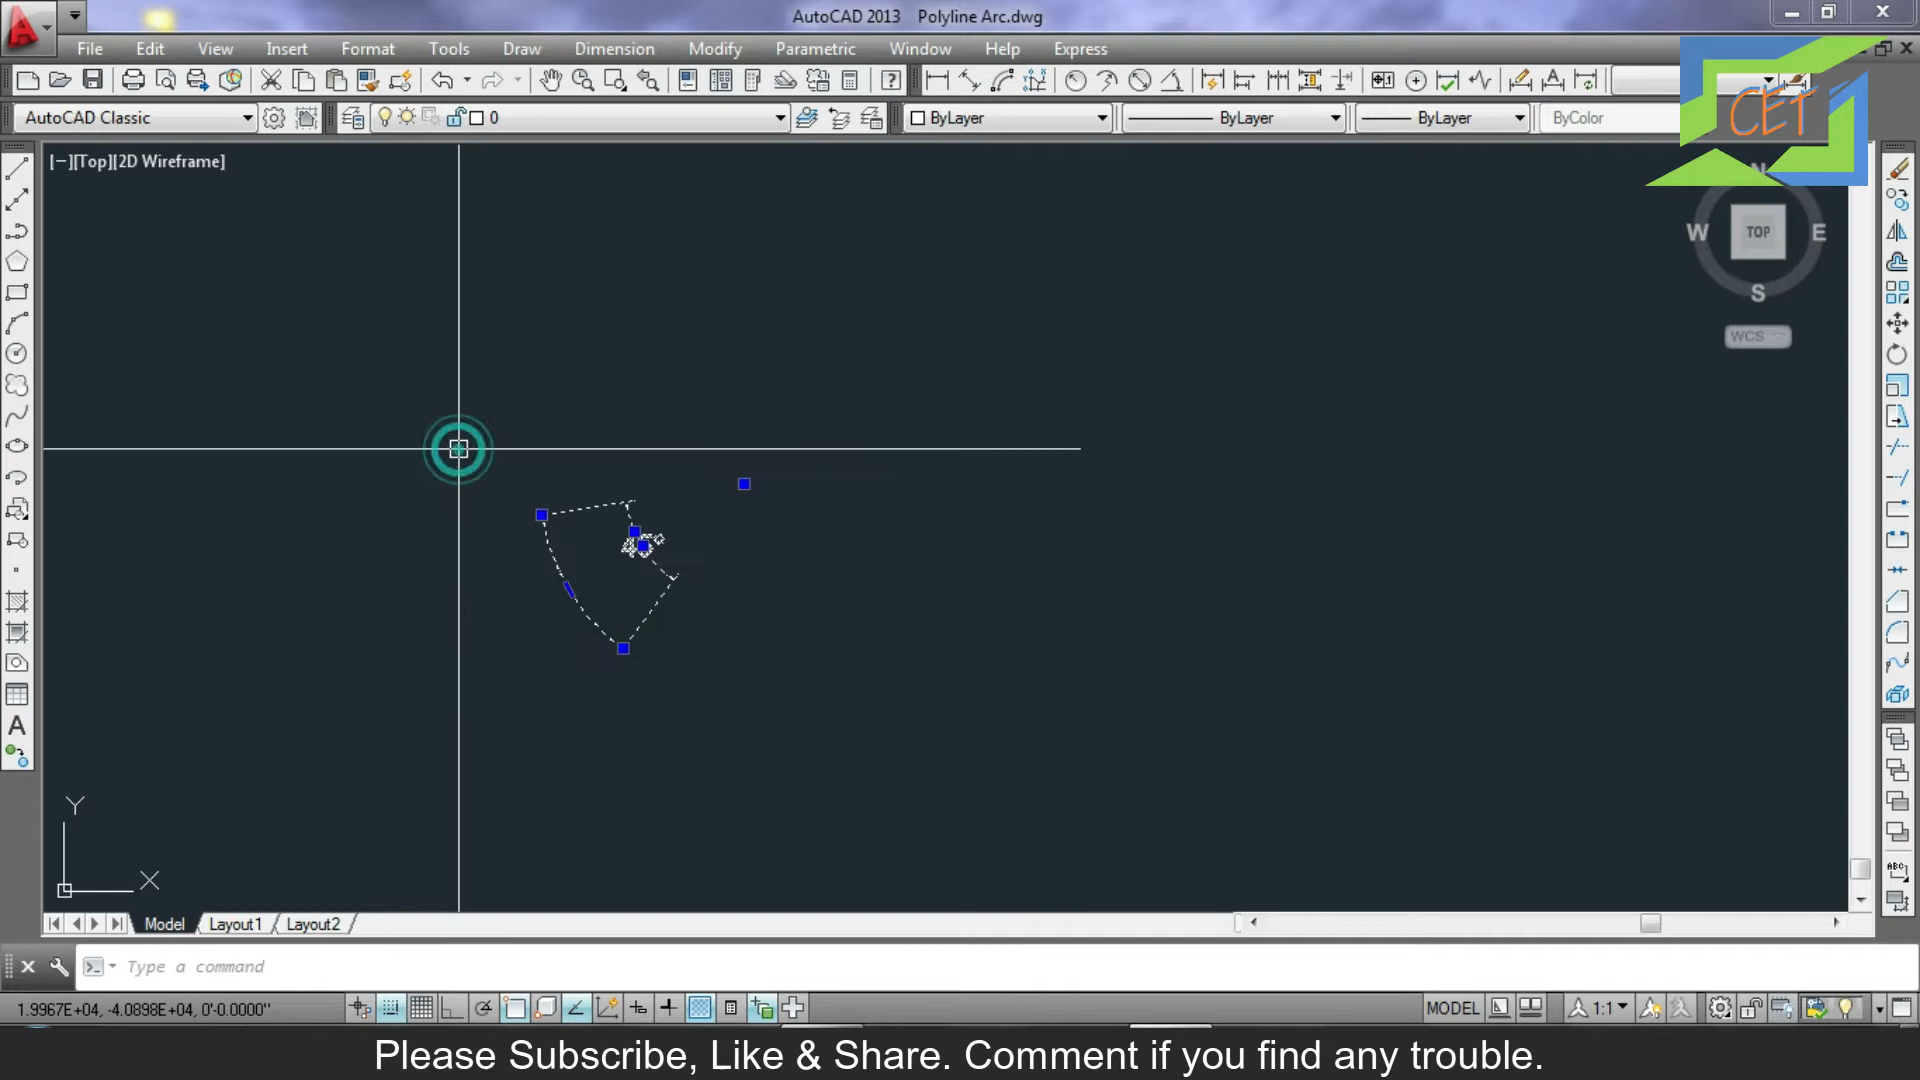 AutoCAD 2013 Polyline Arc.dwg
File Edit View Insert Format Tools Draw Dimension Modify Parametric Window Help Express
AutoCAD Classic 0 ByLayer ByLayer ByLayer ByColor
CET
[−][Top][2D Wireframe]
N
W TOP E
S
WCS
Y
X
Model Layout1 Layout2
Type a command
1.9967E+04, -4.0898E+04, 0'-0.0000" MODEL 1:1
Please Subscribe, Like & Share. Comment if you find any trouble.